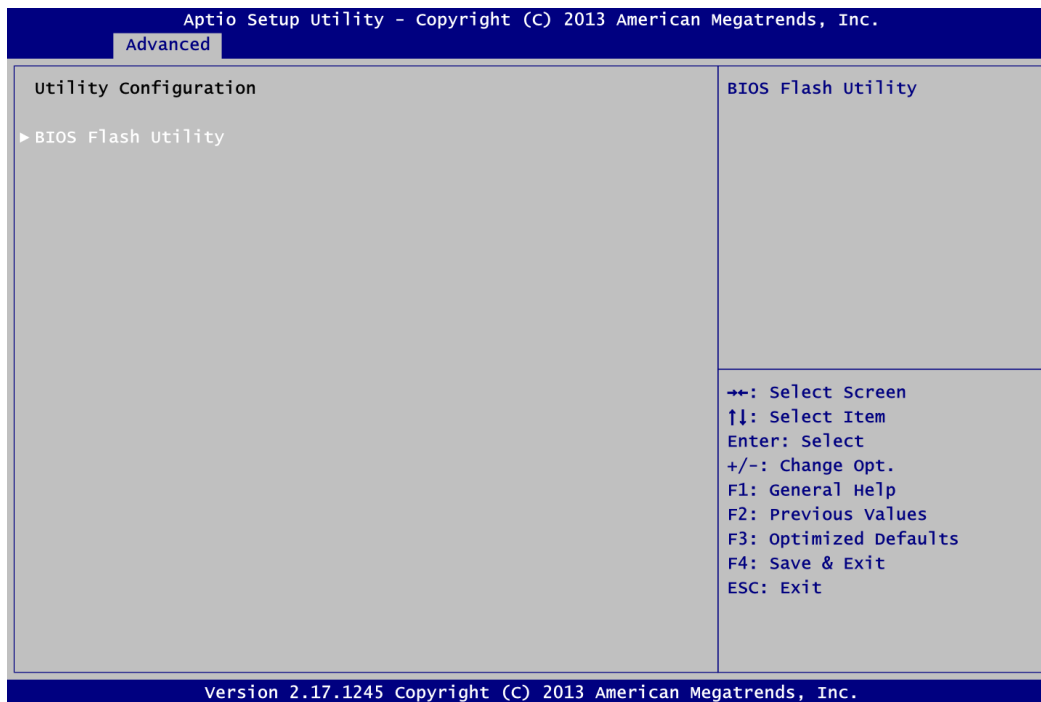 Aptio Setup Utility - Copyright (C) 2013 American Megatrends, Inc.
Advanced
Utility Configuration
►BIOS Flash Utility
BIOS Flash Utility
→←: Select Screen
↑↓: Select Item
Enter: Select
+/-: Change Opt.
F1: General Help
F2: Previous Values
F3: Optimized Defaults
F4: Save & Exit
ESC: Exit
Version 2.17.1245 Copyright (C) 2013 American Megatrends, Inc.